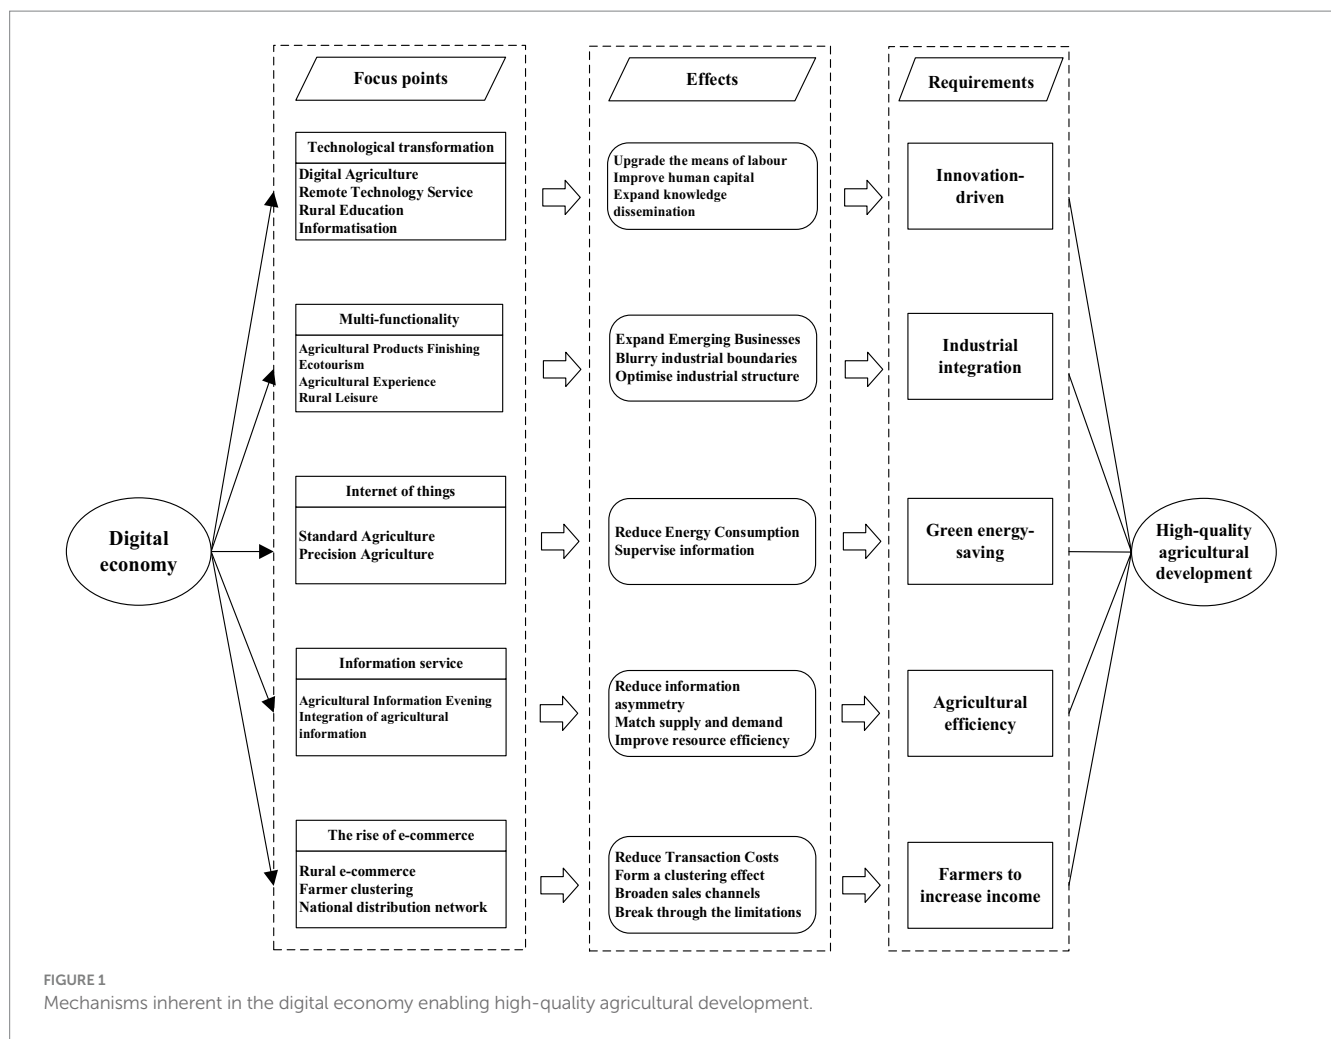 Focus points
Effects
Requirements
Technological transformation
Digital Agriculture
Remote Technology Service
Rural Education
Informatisation
Upgrade the means of labour
Improve human capital
Expand knowledge
dissemination
Innovation-
driven
Multi-functionality
Agricultural Products Finishing
Ecotourism
Agricultural Experience
Rural Leisure
Expand Emerging Businesses
Blurry industrial boundaries
Optimise industrial structure
Industrial
integration
Digital
economy
Internet of things
Standard Agriculture
Precision Agriculture
Reduce Energy Consumption
Supervise information
Green energy-
saving
High-quality
agricultural
development
Information service
Agricultural Information Evening
Integration of agricultural
information
Reduce information
asymmetry
Match supply and demand
Improve resource efficiency
Agricultural
efficiency
The rise of e-commerce
Rural e-commerce
Farmer clustering
National distribution network
Reduce Transaction Costs
Form a clustering effect
Broaden sales channels
Break through the limitations
Farmers to
increase income
FIGURE 1
Mechanisms inherent in the digital economy enabling high-quality agricultural development.